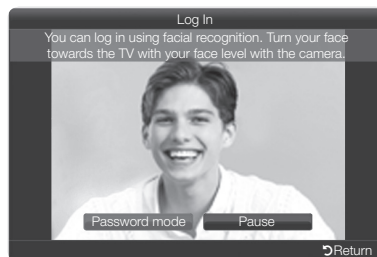 Log In
You can log in using facial recognition. Turn your face
towards the TV with your face level with the camera.
Password mode
Pause
Return